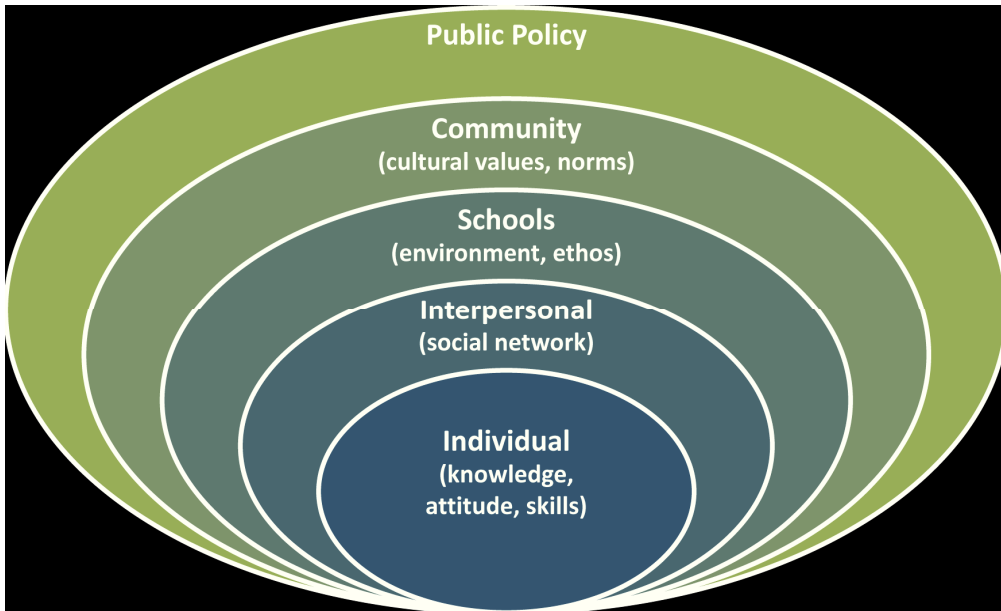 Public Policy
Community
(cultural values, norms)
Schools
(environment, ethos)
Interpersonal
(social network)
Individual
(knowledge,
attitude, skills)